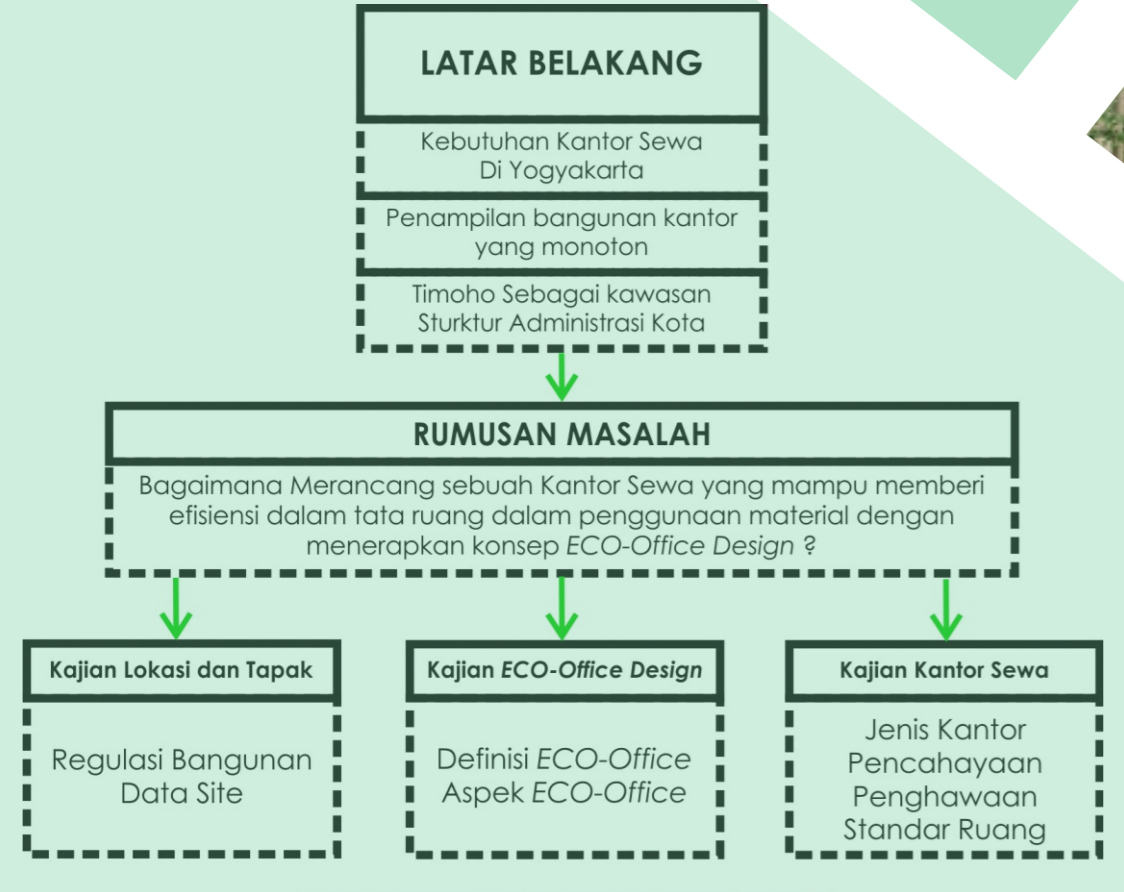 LATAR BELAKANG
Kebutuhan Kantor Sewa
Di Yogyakarta
Penampilan bangunan kantor
yang monoton
Timoho Sebagai kawasan
Sturktur Administrasi Kota
RUMUSAN MASALAH
Bagaimana Merancang sebuah Kantor Sewa yang mampu memberi
efisiensi dalam tata ruang dalam penggunaan material dengan
menerapkan konsep ECO-Office Design ?
Kajian Lokasi dan Tapak
Regulasi Bangunan
Data Site
Kajian ECO-Office Design
Definisi ECO-Office
Aspek ECO-Office
Kajian Kantor Sewa
Jenis Kantor
Pencahayaan
Penghawaan
Standar Ruang